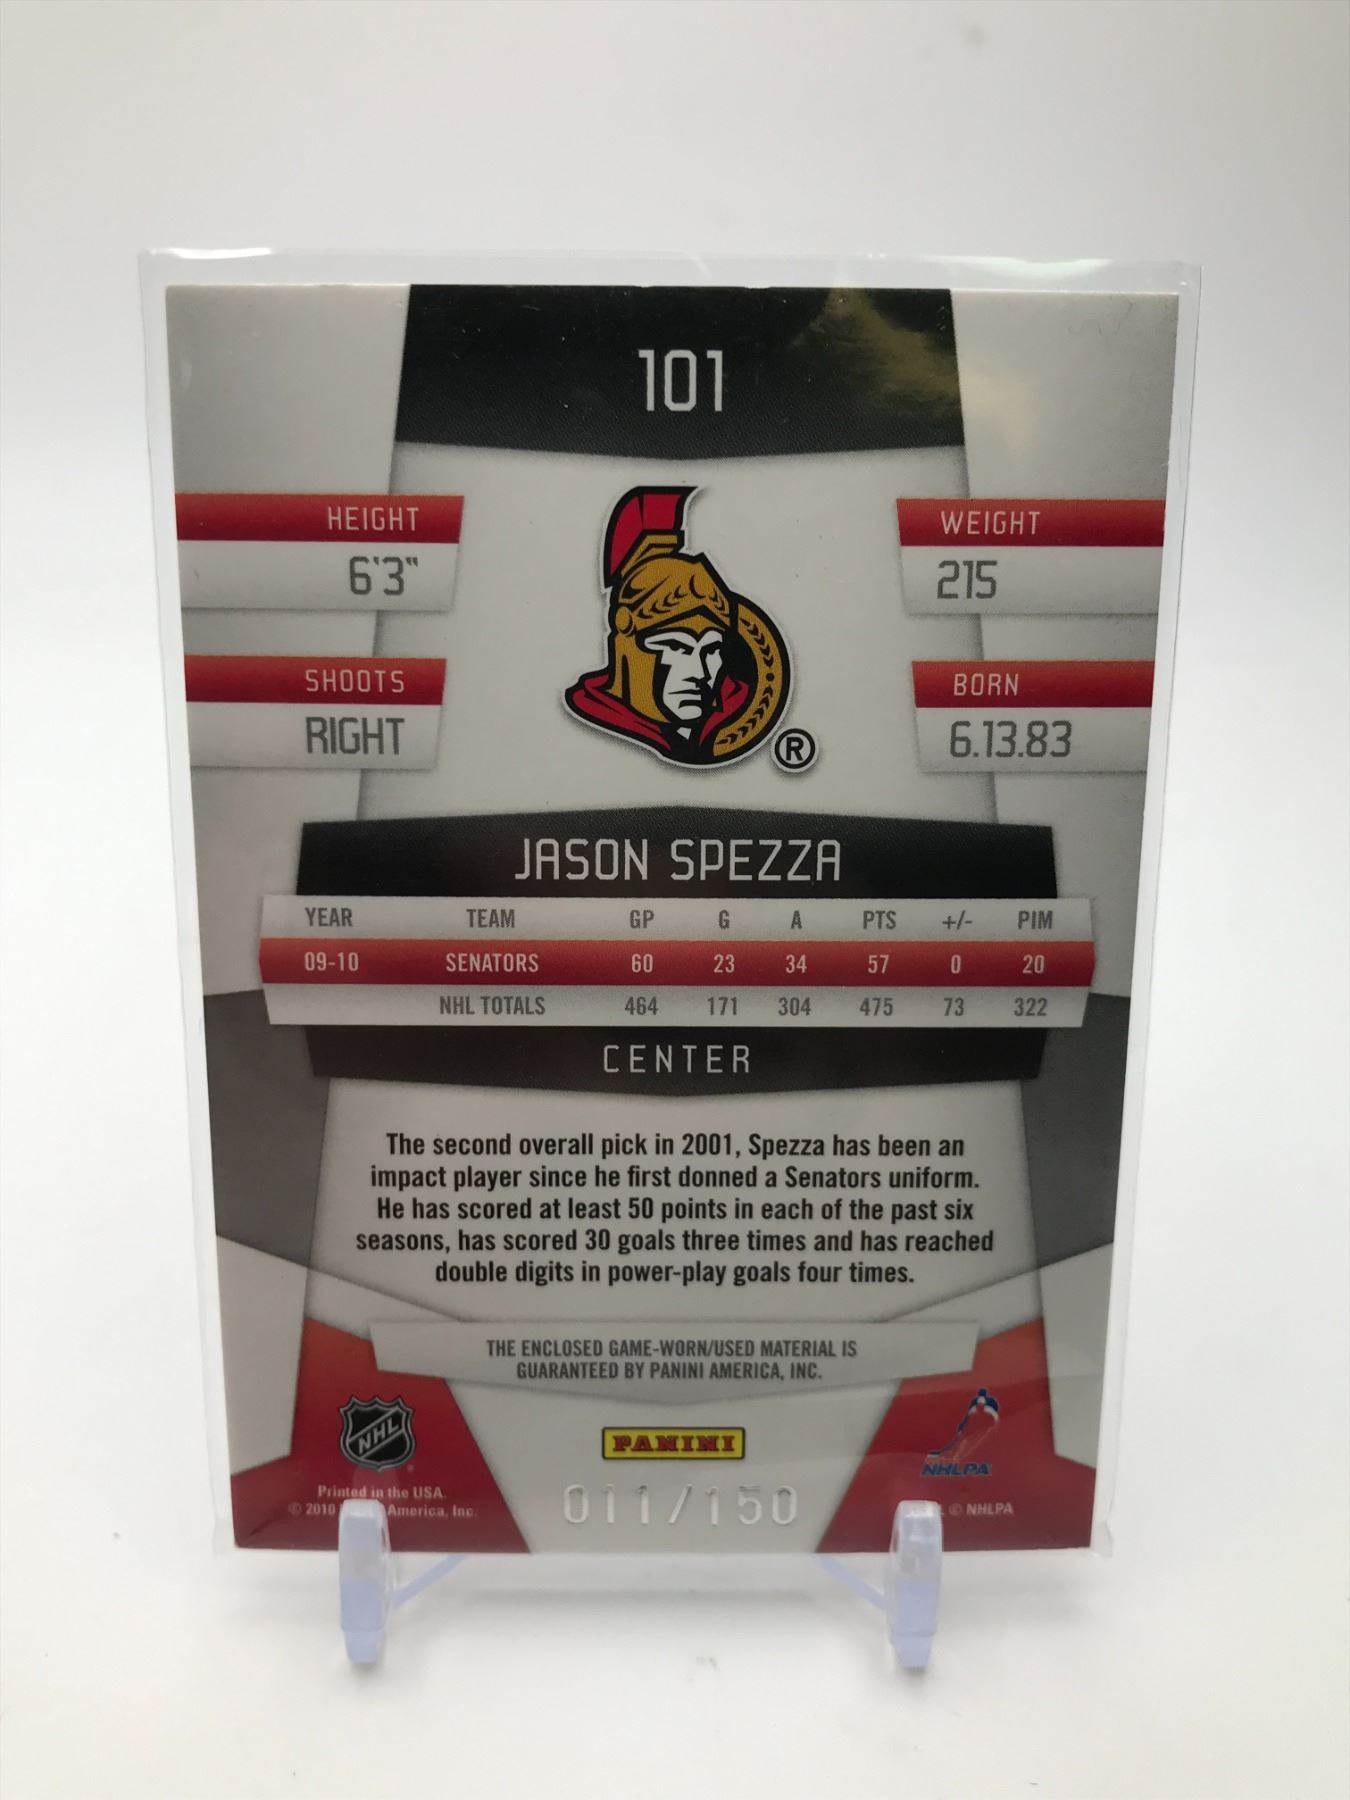 101
HEIGHT
6'3"
WEIGHT
215
SHOOTS
RIGHT
BORN
6.13.83
®
JASON SPEZZA
YEAR TEAM GP G A PTS +/- PIM
09-10 SENATORS 60 23 34 57 0 20
NHL TOTALS 464 171 304 475 73 322
CENTER
The second overall pick in 2001, Spezza has been an
impact player since he first donned a Senators uniform.
He has scored at least 50 points in each of the past six
seasons, has scored 30 goals three times and has reached
double digits in power-play goals four times.
THE ENCLOSED GAME-WORN/USED MATERIAL IS
GUARANTEED BY PANINI AMERICA, INC.
NHL
PANINI
NHLPA
Printed in the USA.
© 2010 America, Inc.
011/150
© NHLPA